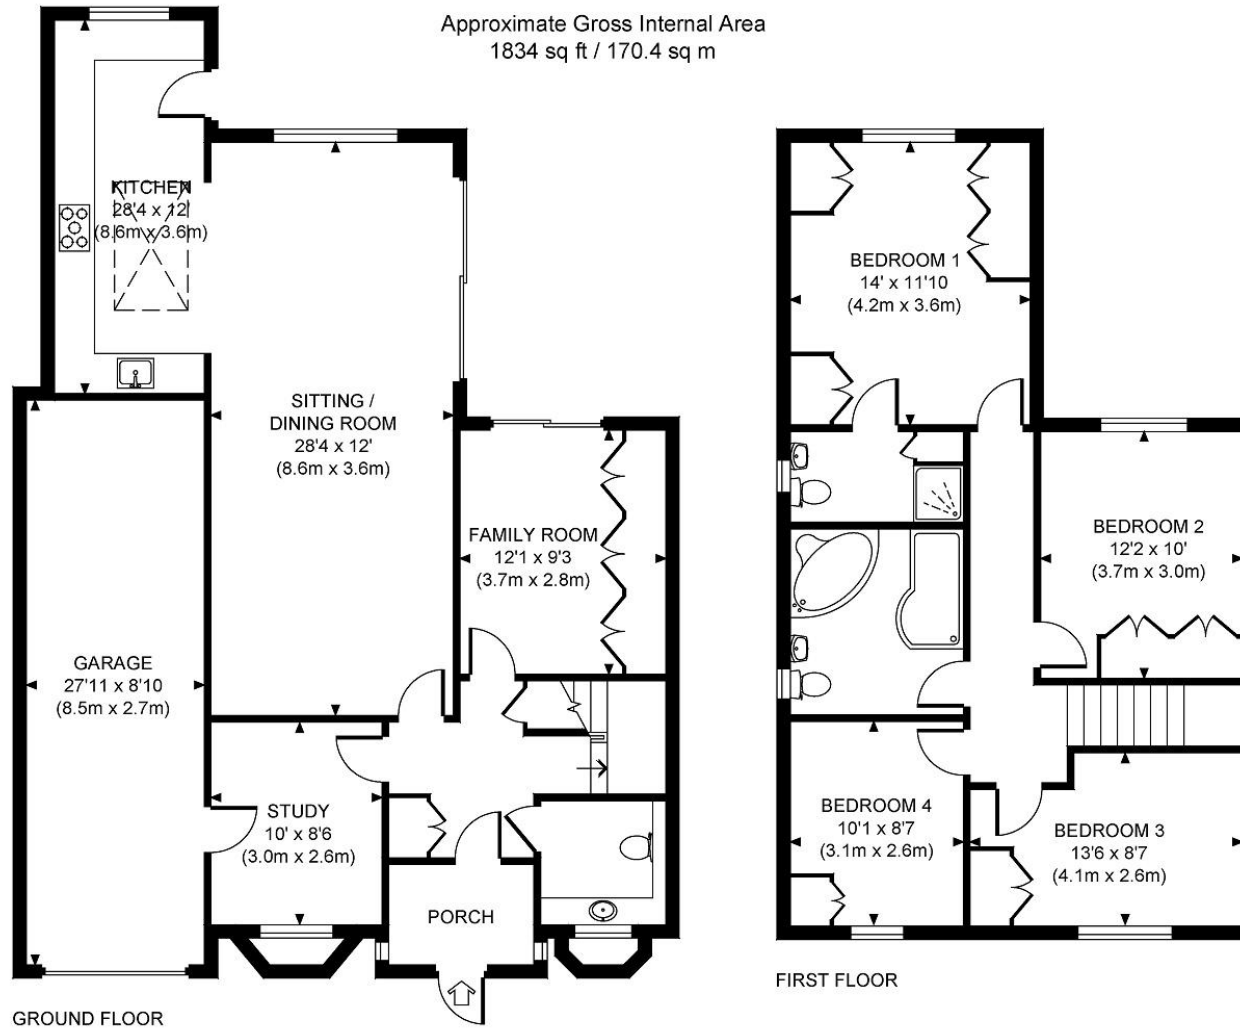 Approximate Gross Internal Area
1834 sq ft / 170.4 sq m
KITCHEN
28'4 x 12'
(8.6m x 3.6m)
SITTING /
DINING ROOM
28'4 x 12'
(8.6m x 3.6m)
FAMILY ROOM
12'1 x 9'3
(3.7m x 2.8m)
GARAGE
27'11 x 8'10
(8.5m x 2.7m)
STUDY
10' x 8'6
(3.0m x 2.6m)
PORCH
GROUND FLOOR
BEDROOM 1
14' x 11'10
(4.2m x 3.6m)
BEDROOM 2
12'2 x 10'
(3.7m x 3.0m)
BEDROOM 4
10'1 x 8'7
(3.1m x 2.6m)
BEDROOM 3
13'6 x 8'7
(4.1m x 2.6m)
FIRST FLOOR